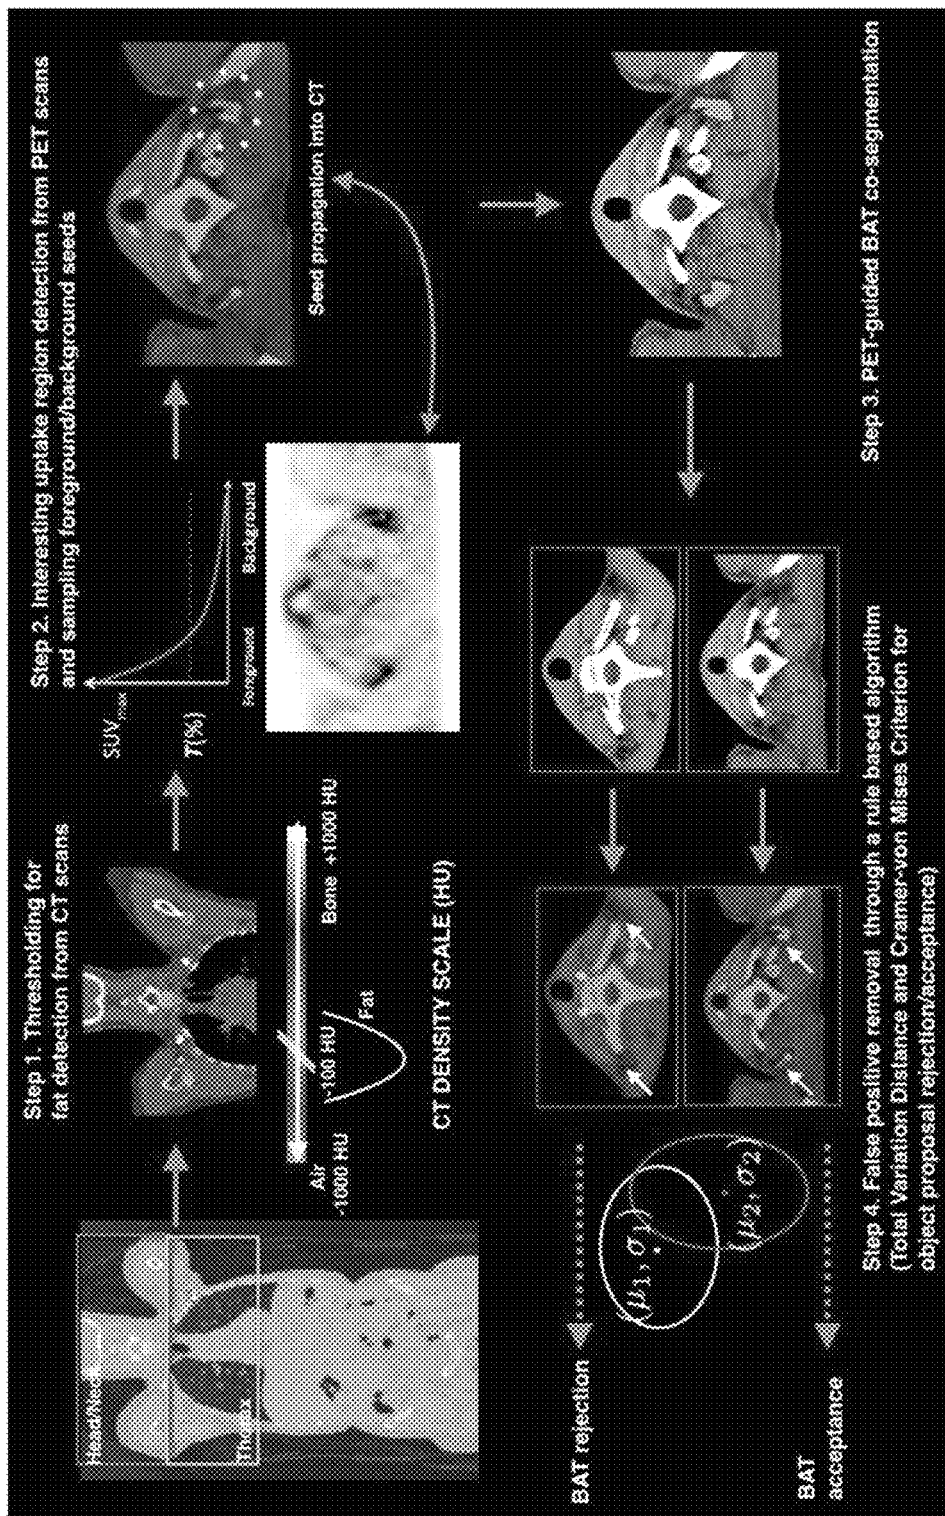 Head/Neck
Thorax
Step 1. Thresholding for
fat detection from CT scans
Air
-1000 HU
-100 HU
Fat
Bone +1000 HU
CT DENSITY SCALE (HU)
Step 2. Interesting uptake region detection from PET scans
and sampling foreground/background seeds
SUVmax
T(%)
Foreground
Background
Seed propagation into CT
Step 3. PET-guided BAT co-segmentation
Step 4. False positive removal through a rule based algorithm
(Total Variation Distance and Cramer-von Mises Criterion for
object proposal rejection/acceptance)
(μ1, σ1)
(μ2, σ2)
BAT rejection
BAT
acceptance